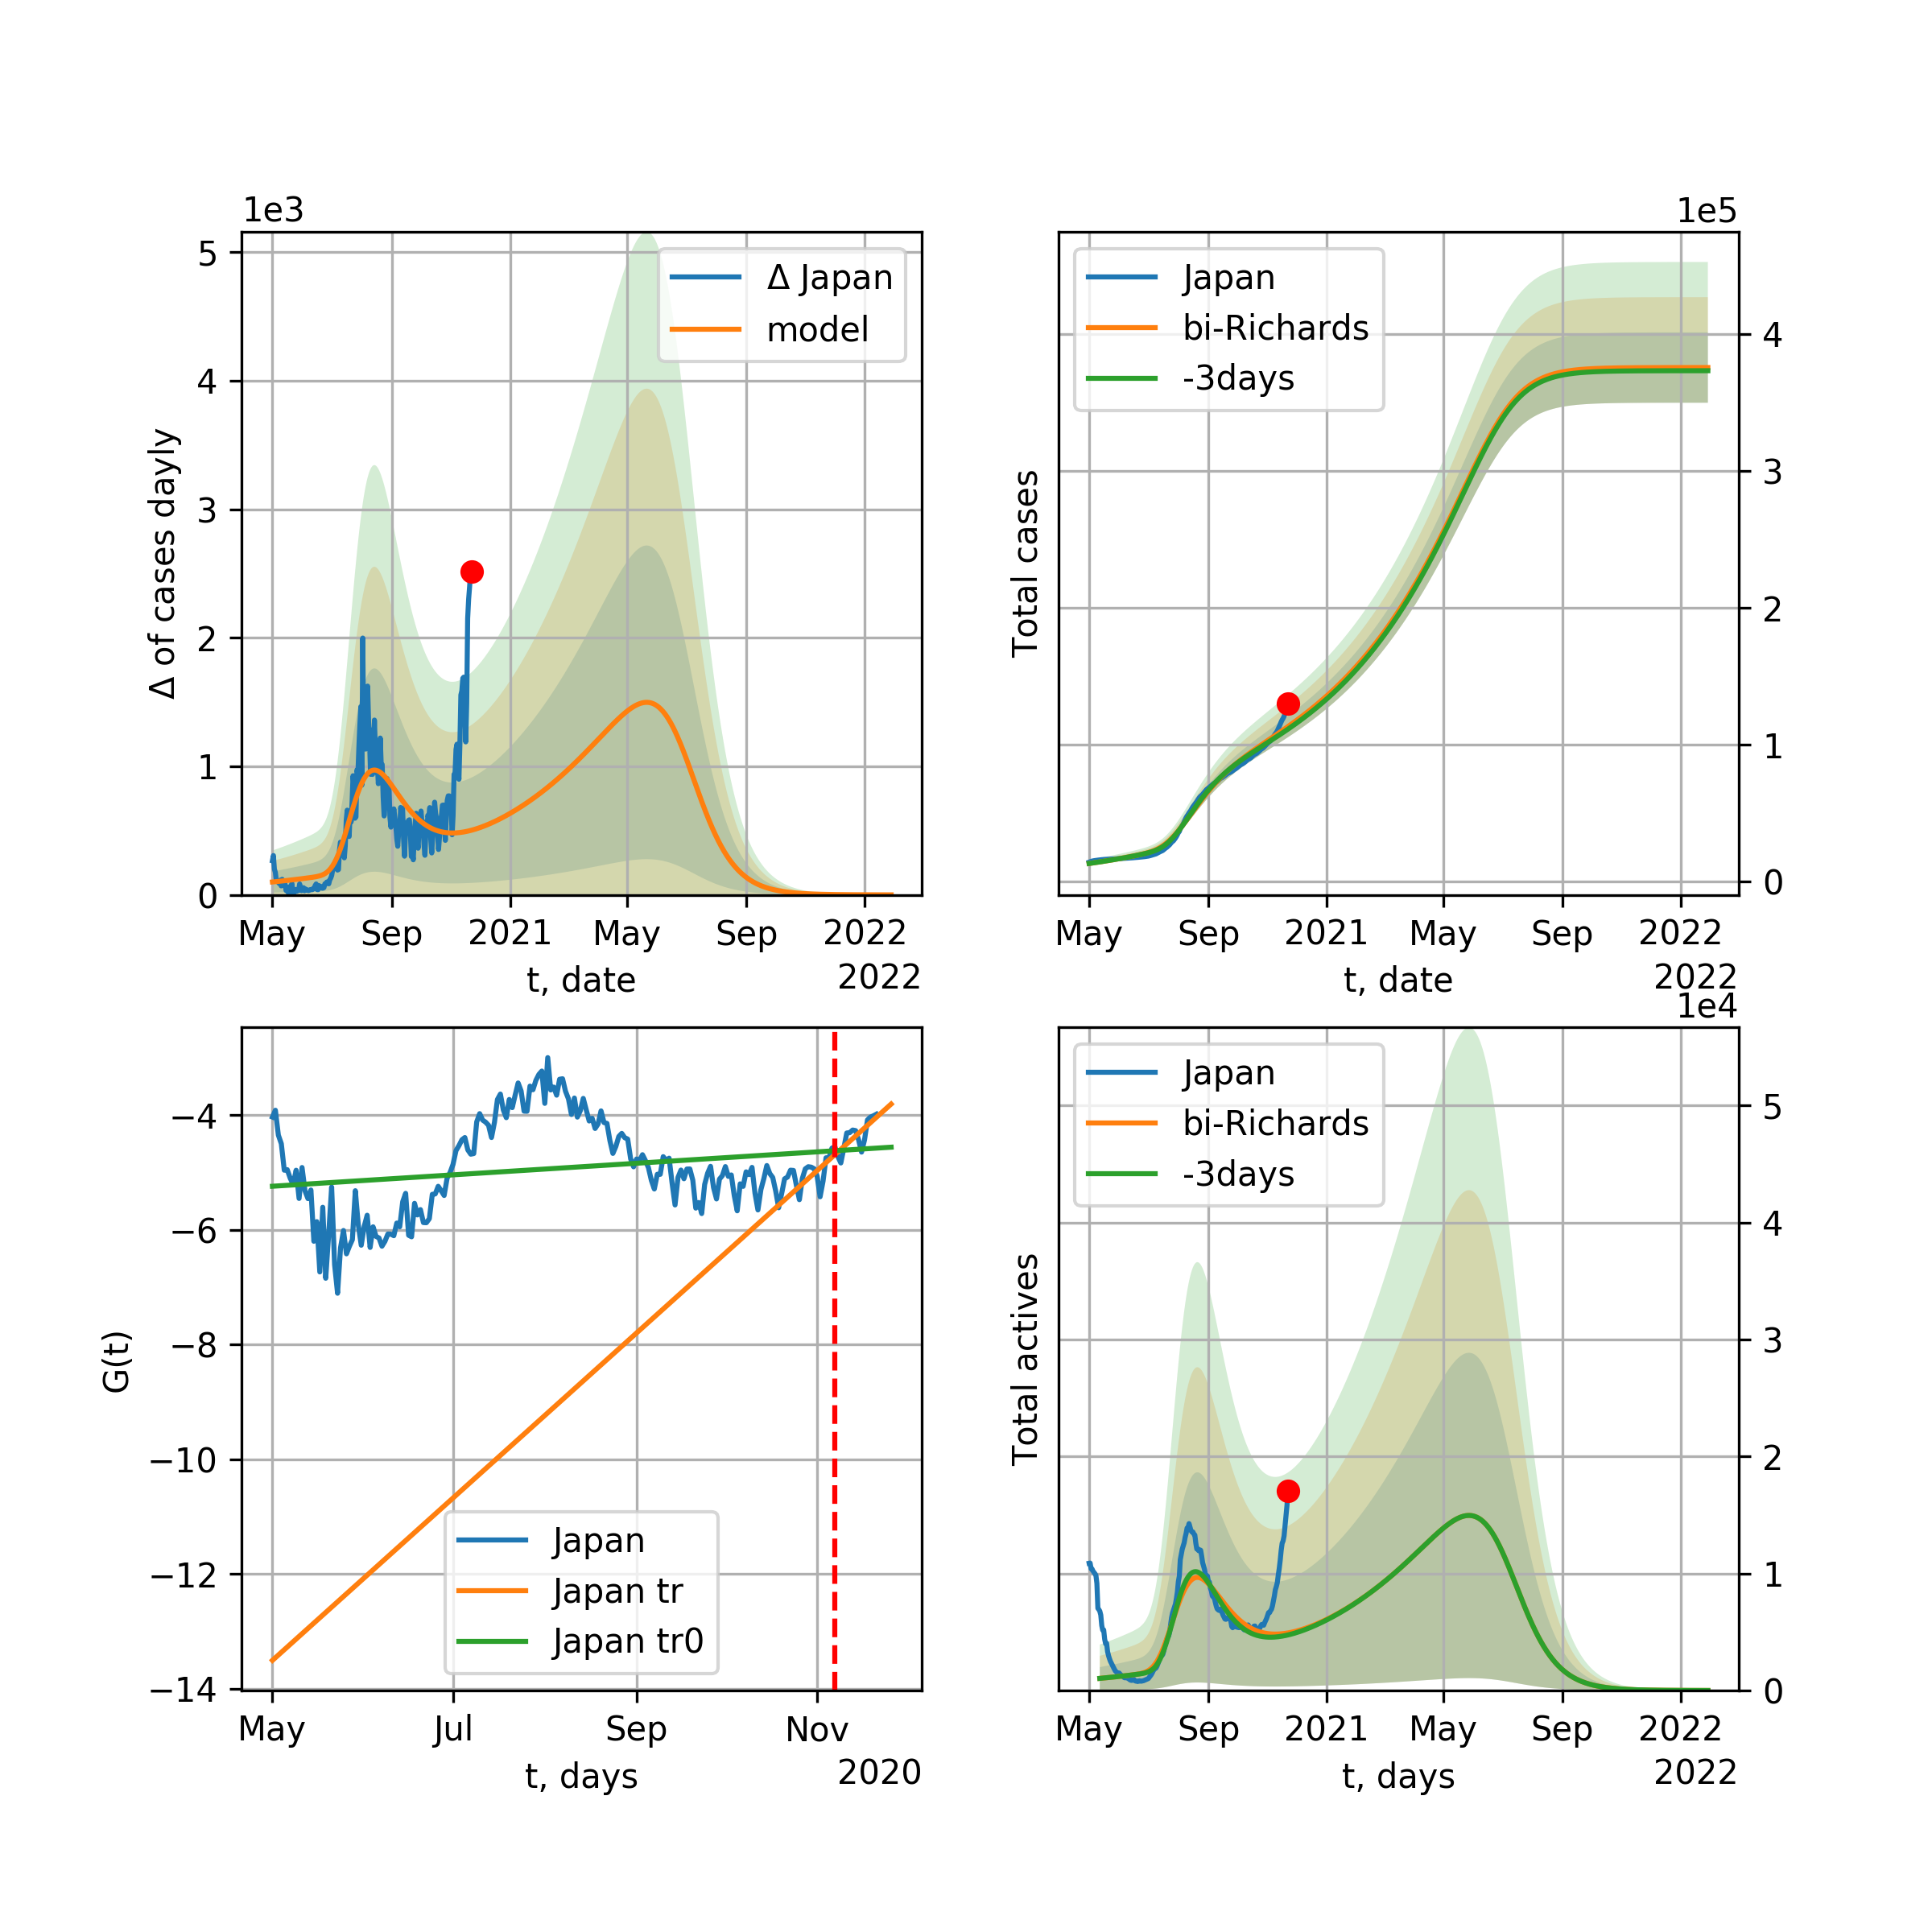 1e3
5
4
3
2
1
0
Δ of cases dayly
Δ Japan
model
May Sep 2021 May Sep 2022
t, date
2022
1e5
Japan
bi-Richards
-3days
Total cases
4
3
2
1
0
May Sep 2021 May Sep 2022
t, date
2022
−4
−6
−8
−10
−12
−14
G(t)
Japan
Japan tr
Japan tr0
May Jul Sep Nov
t, days
2020
1e4
Japan
bi-Richards
-3days
Total actives
5
4
3
2
1
0
May Sep 2021 May Sep 2022
t, days
2022